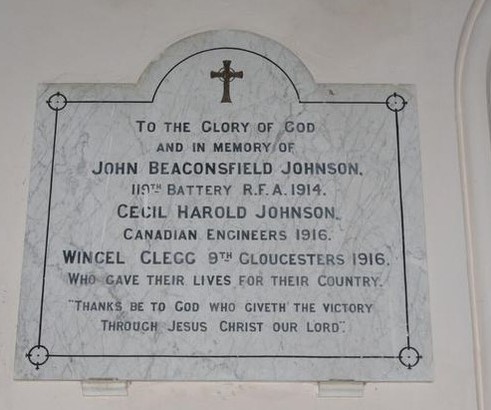 TO THE GLORY OF GOD
AND IN MEMORY OF
JOHN BEACONSFIELD JOHNSON,
119TH BATTERY R.F.A. 1914.
CECIL HAROLD JOHNSON,
CANADIAN ENGINEERS 1916.
WINCEL CLEGG 9TH GLOUCESTERS 1916.
WHO GAVE THEIR LIVES FOR THEIR COUNTRY.
"THANKS BE TO GOD WHO GIVETH THE VICTORY
THROUGH JESUS CHRIST OUR LORD".